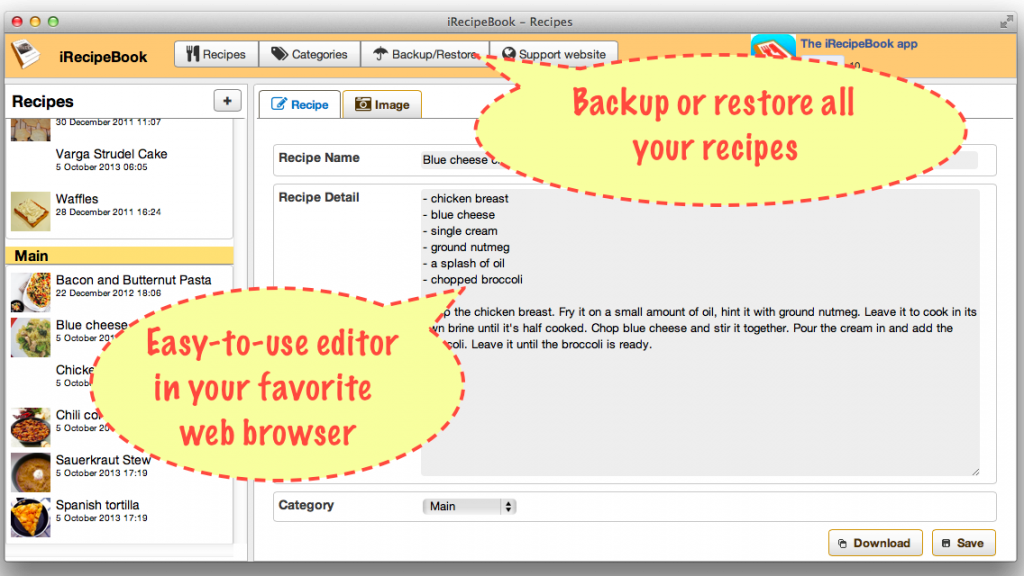 iRecipeBook – Recipes
iRecipeBook
Recipes
Categories
Backup/Restore
Support website
The iRecipeBook app
10
Recipes
+
30 December 2011 11:07
Varga Strudel Cake
5 October 2013 06:05
Waffles
28 December 2011 16:24
Main
Bacon and Butternut Pasta
22 December 2012 18:06
Blue cheese
5 October 201
Chicke
5 Octob
Chili co
5 October 20
Sauerkraut Stew
5 October 2013 17:19
Spanish tortilla
5 October 2013 17:19
Recipe
Image
Recipe Name
Blue cheese
Recipe Detail
- chicken breast
- blue cheese
- single cream
- ground nutmeg
- a splash of oil
- chopped broccoli
the chicken breast. Fry it on a small amount of oil, hint it with ground nutmeg. Leave it to cook in its
brine until it's half cooked. Chop blue cheese and stir it together. Pour the cream in and add the
Leave it until the broccoli is ready.
Category
Main
Download
Save
Backup or restore all
your recipes
Easy-to-use editor
in your favorite
web browser